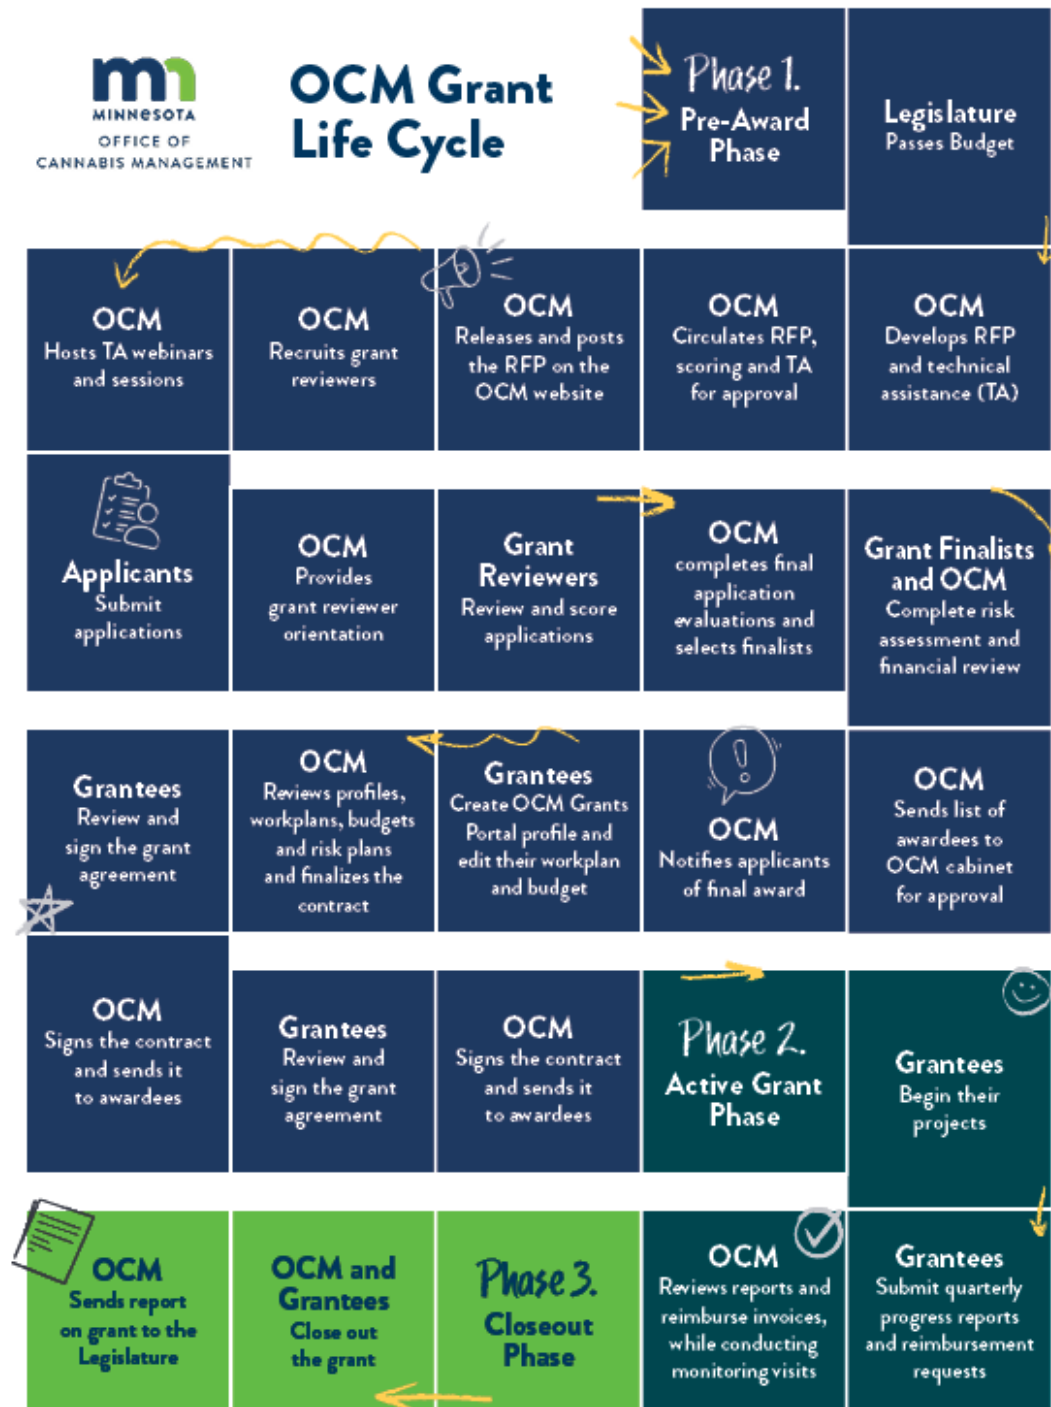 MINNESOTA
OFFICE OF
CANNABIS MANAGEMENT
OCM Grant
Life Cycle
Phase 1.
Pre-Award
Phase
Legislature
Passes Budget
OCM
Develops RFP
and technical
assistance (TA)
OCM
Circulates RFP,
scoring and TA
for approval
OCM
Releases and posts
the RFP on the
OCM website
OCM
Recruits grant
reviewers
OCM
Hosts TA webinars
and sessions
Applicants
Submit
applications
OCM
Provides
grant reviewer
orientation
Grant
Reviewers
Review and score
applications
OCM
completes final
application
evaluations and
selects finalists
Grant Finalists
and OCM
Complete risk
assessment and
financial review
OCM
Sends list of
awardees to
OCM cabinet
for approval
OCM
Notifies applicants
of final award
Grantees
Create OCM Grants
Portal profile and
edit their workplan
and budget
OCM
Reviews profiles,
workplans, budgets
and risk plans
and finalizes the
contract
Grantees
Review and
sign the grant
agreement
OCM
Signs the contract
and sends it
to awardees
Grantees
Review and
sign the grant
agreement
OCM
Signs the contract
and sends it
to awardees
Phase 2.
Active Grant
Phase
Grantees
Begin their
projects
Grantees
Submit quarterly
progress reports
and reimbursement
requests
OCM
Reviews reports and
reimburse invoices,
while conducting
monitoring visits
Phase 3.
Closeout
Phase
OCM and
Grantees
Close out
the grant
OCM
Sends report
on grant to the
Legislature